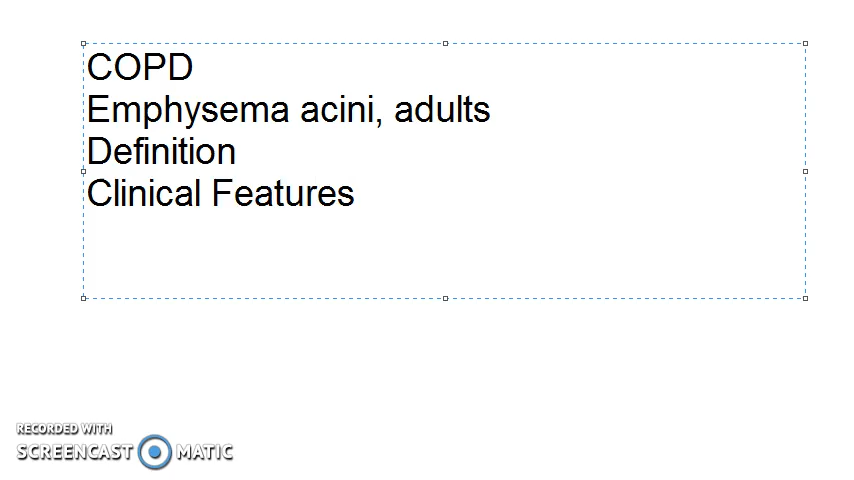 COPD
Emphysema acini, adults
Definition
Clinical Features
RECORDED WITH
SCREENCAST MATIC